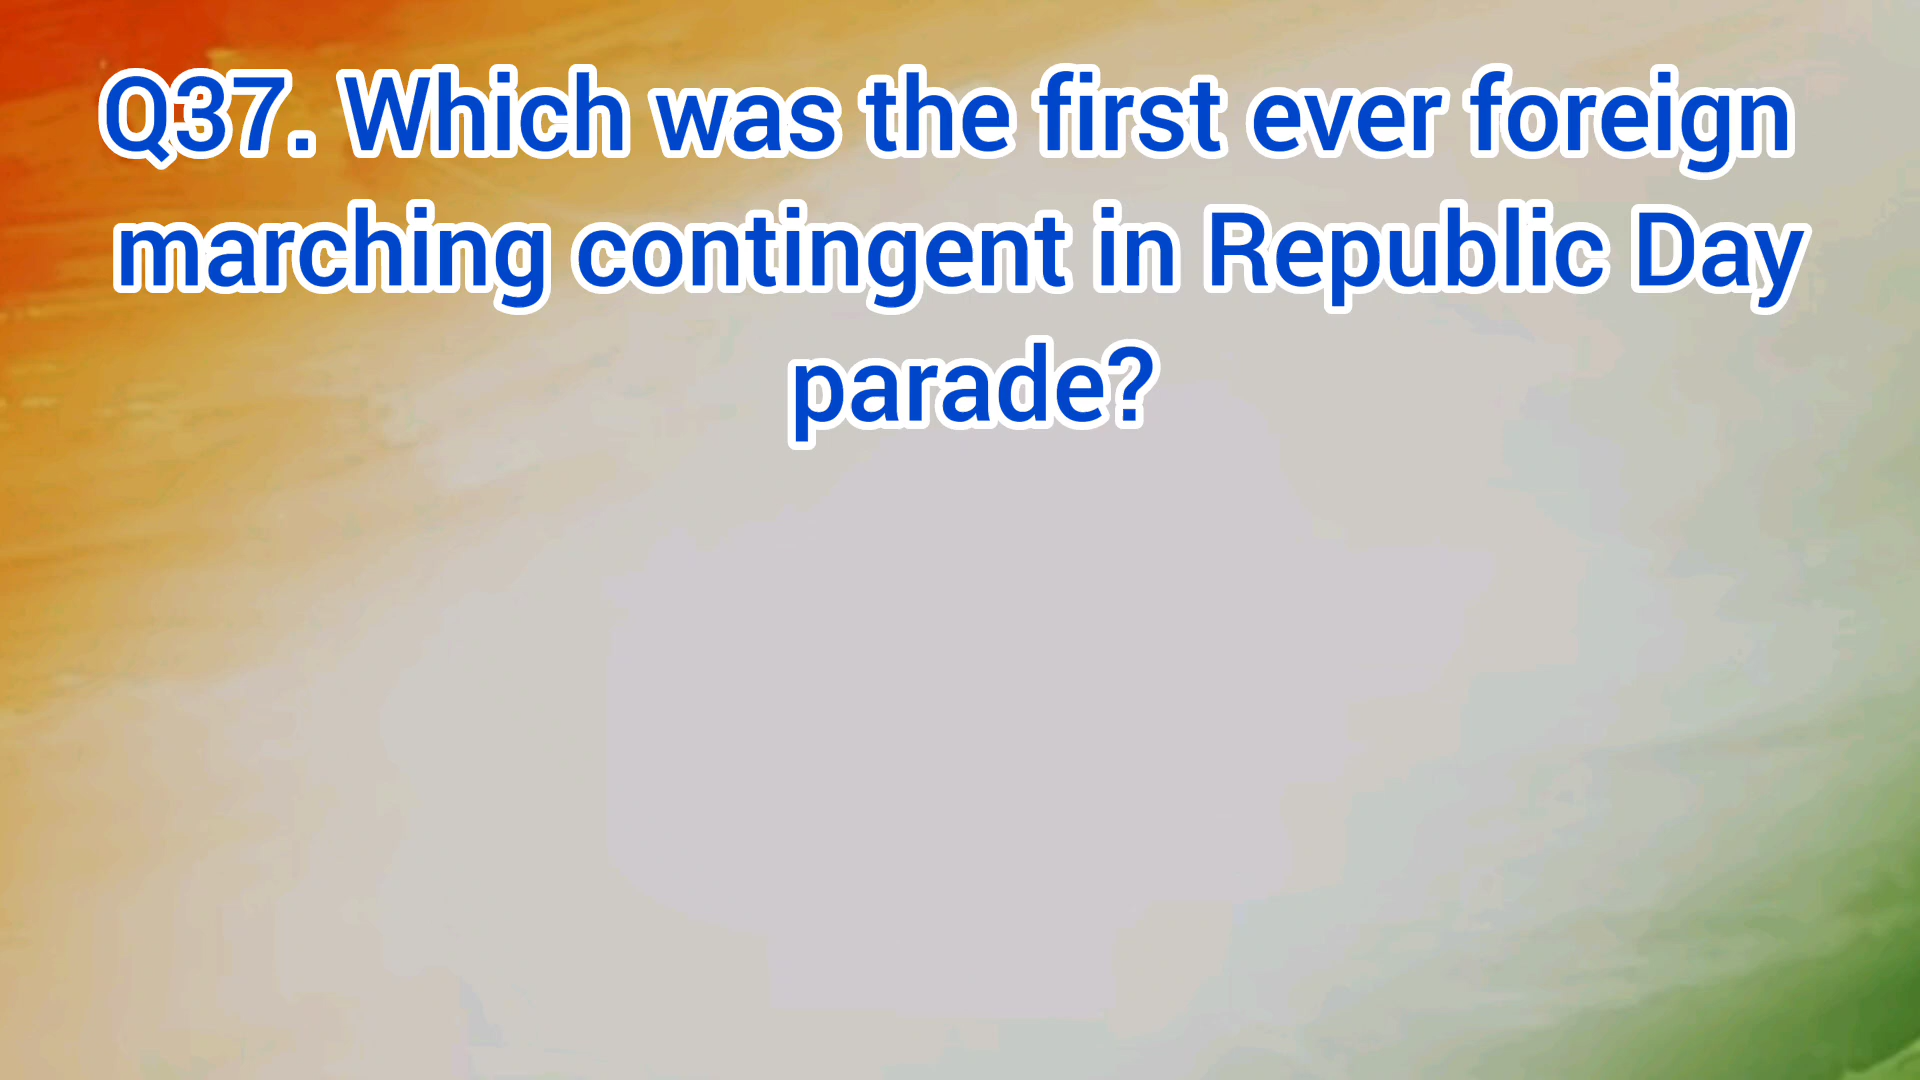 Q37. Which was the first ever foreign
marching contingent in Republic Day
parade?